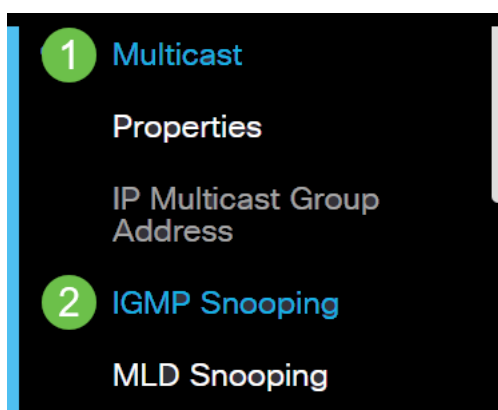 1 Multicast
Properties
IP Multicast Group
Address
2 IGMP Snooping
MLD Snooping